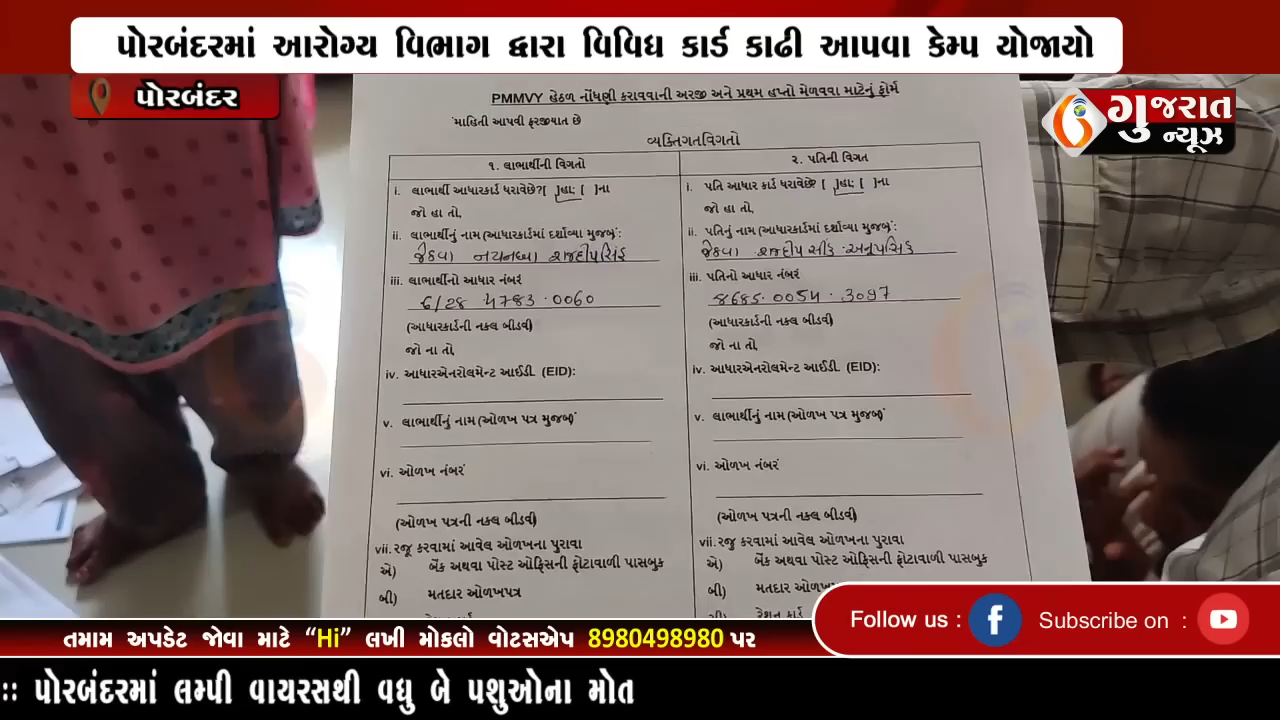 પોરબંદરમાં આરોગ્ય વિભાગ દ્વારા વિવિધ કાર્ડ કાઢી આપવા કેમ્પ યોજાયો
પોરબંદર
ગુજરાત
ન્યૂઝ
PMMVY હેઠળ નોંધણી કરાવવાની અરજી અને પ્રથમ હપ્તો મેળવવા માટેનું ફોર્મ
માહિતી આપવી ફરજીયાત છે
વ્યક્તિગતવિગતો
૧. લાભાર્થીની વિગતો
i. લાભાર્થી આધારકાર્ડ ધરાવેછે?[ ]હા; [ ]ના
જો હા તો,
ii. લાભાર્થીનું નામ (આધારકાર્ડમાં દર્શાવ્યા મુજબ):
જેઠવા
iii. લાભાર્થીનો આધાર નંબર
(આધારકાર્ડની નકલ બીડવી)
જો ના તો,
iv. આધારએનરોલમેન્ટ આઈડી (EID):
v. લાભાર્થીનું નામ (ઓળખ પત્ર મુજબ)
vi. ઓળખ નંબર
(ઓળખ પત્રની નકલ બીડવી)
vii. રજૂ કરવામાં આવેલ ઓળખના પુરાવા
એ) બેંક અથવા પોસ્ટ ઓફિસની ફોટાવાળી પાસબુક
બી) મતદાર ઓળખપત્ર
૨. પતિની વિગત
i. પતિ આધાર કાર્ડ ધરાવેછે? [ ]હા; [ ]ના
જો હા તો,
ii. પતિનું નામ (આધારકાર્ડમાં દર્શાવ્યા મુજબ):
જેઠવા
iii. પતિનો આધાર નંબર
(આધારકાર્ડની નકલ બીડવી)
જો ના તો,
iv. આધારએનરોલમેન્ટ આઈડી (EID):
v. લાભાર્થીનું નામ (ઓળખ પત્ર મુજબ)
vi. ઓળખ નંબર
(ઓળખ પત્રની નકલ બીડવી)
vii. રજુ કરવામાં આવેલ ઓળખના પુરાવા
એ) બેંક અથવા પોસ્ટ ઓફિસની ફોટાવાળી પાસબુક
બી) મતદાર
Follow us :
Subscribe on :
તમામ અપડેટ જોવા માટે “Hi” લખી મોકલો વોટસએપ 8980498980 પર
:: પોરબંદરમાં લમ્પી વાયરસથી વધુ બે પશુઓના મોત